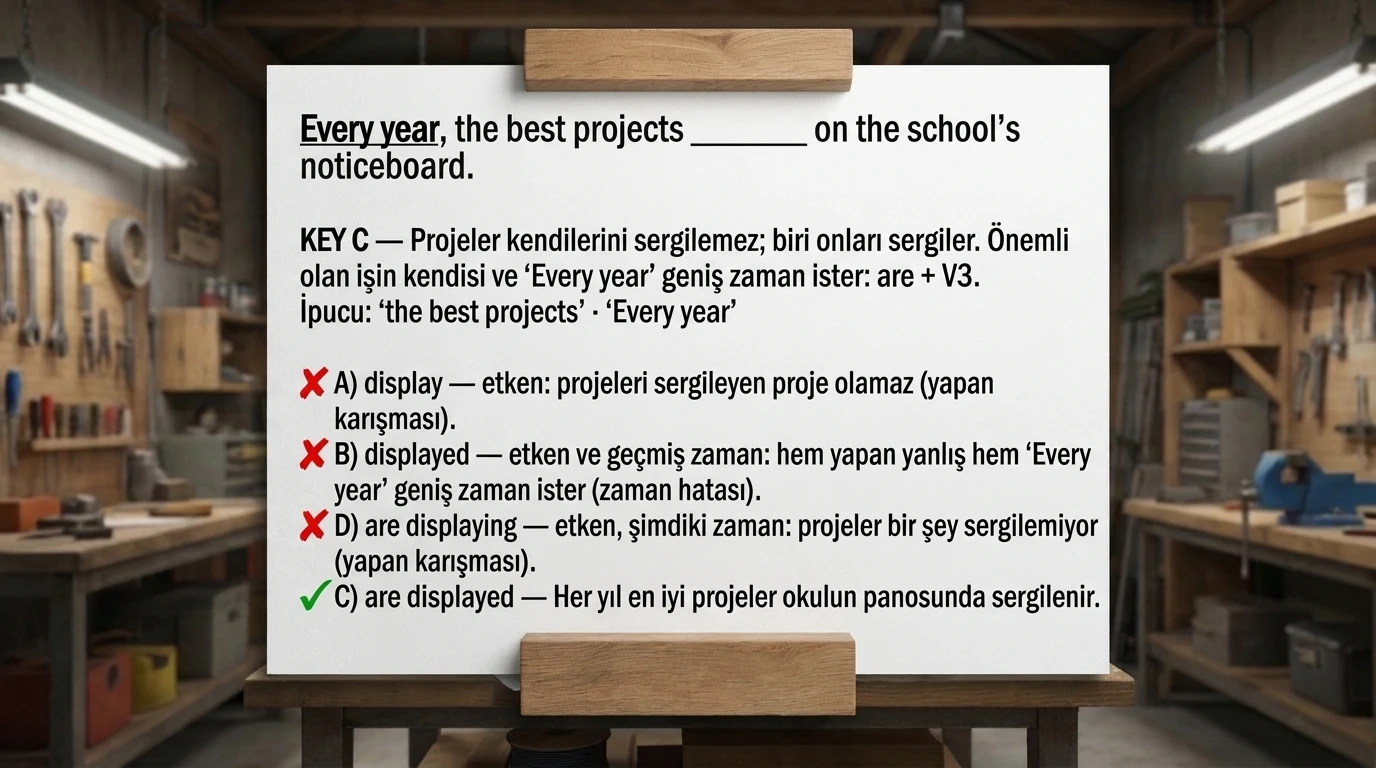 Every year, the best projects _______ on the school’s
noticeboard.
KEY C — Projeler kendilerini sergilemez; biri onları sergiler. Önemli
olan işin kendisi ve ‘Every year’ geniş zaman ister: are + V3.
İpucu: ‘the best projects’ · ‘Every year’
✘ A) display — etken: projeleri sergileyen proje olamaz (yapan
karışması).
✘ B) displayed — etken ve geçmiş zaman: hem yapan yanlış hem ‘Every
year’ geniş zaman ister (zaman hatası).
✘ D) are displaying — etken, şimdiki zaman: projeler bir şey sergilemiyor
(yapan karışması).
✓ C) are displayed — Her yıl en iyi projeler okulun panosunda sergilenir.